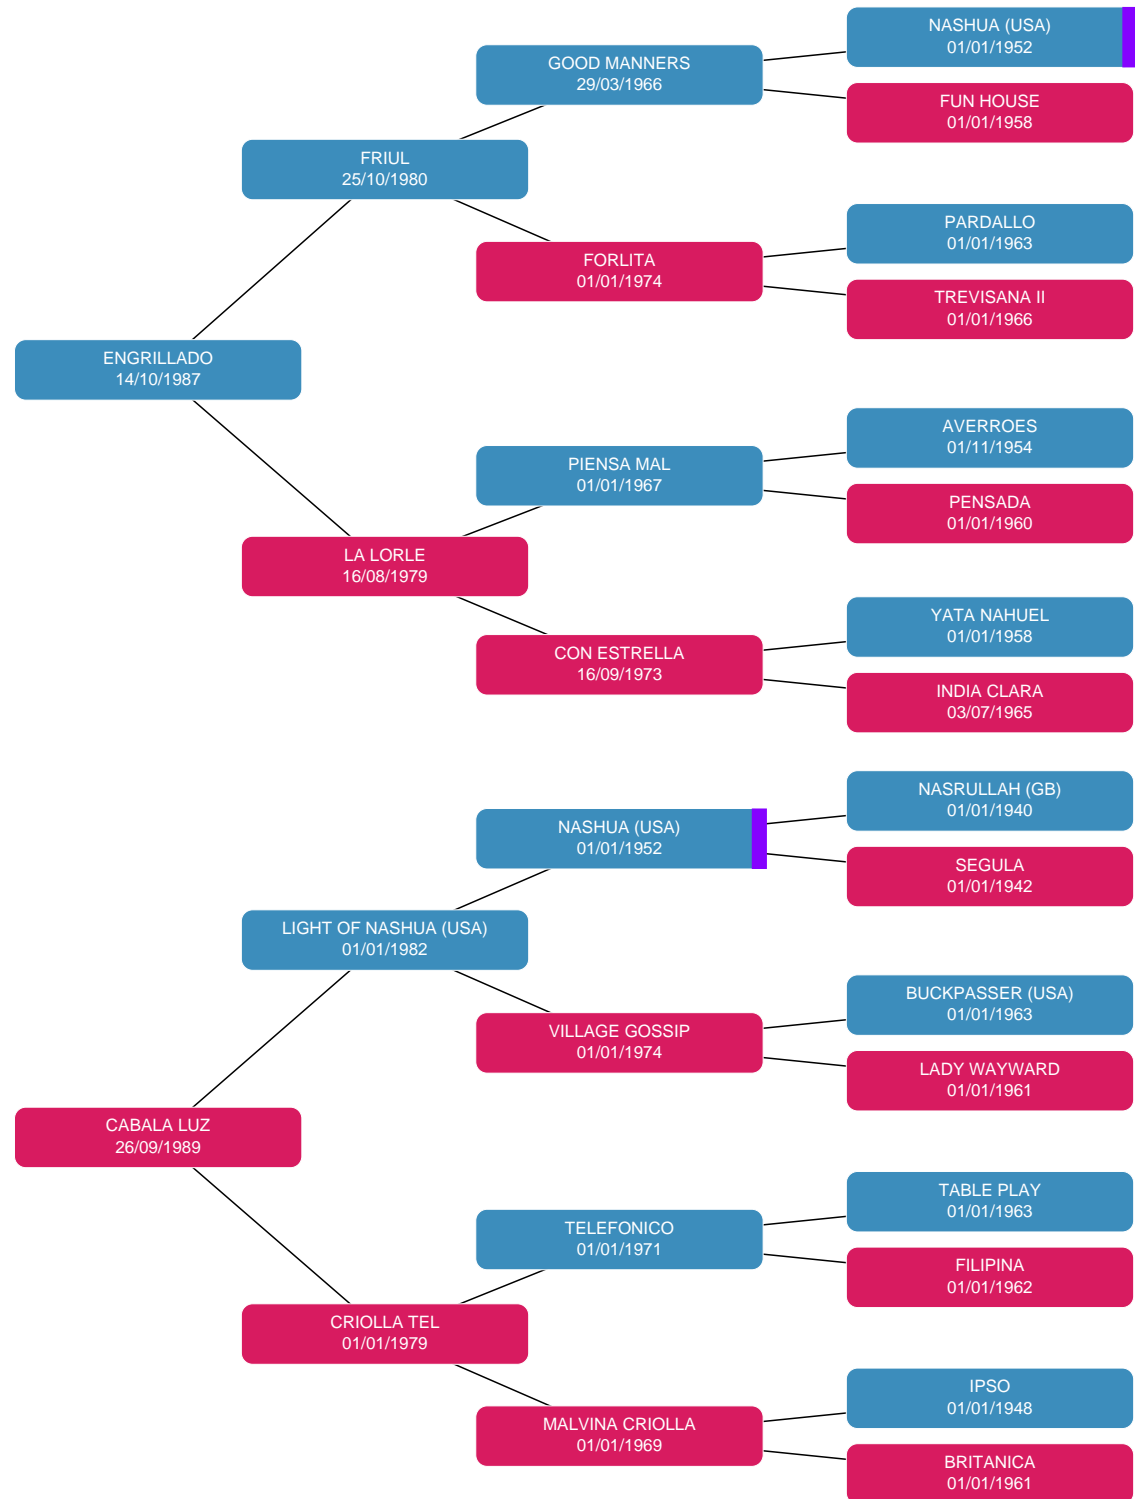 NASHUA (USA)
01/01/1952
GOOD MANNERS
29/03/1966
FUN HOUSE
01/01/1958
FRIUL
25/10/1980
PARDALLO
01/01/1963
FORLITA
01/01/1974
TREVISANA II
01/01/1966
ENGRILLADO
14/10/1987
AVERROES
01/11/1954
PIENSA MAL
01/01/1967
PENSADA
01/01/1960
LA LORLE
16/08/1979
YATA NAHUEL
01/01/1958
CON ESTRELLA
16/09/1973
INDIA CLARA
03/07/1965
NASRULLAH (GB)
01/01/1940
NASHUA (USA)
01/01/1952
SEGULA
01/01/1942
LIGHT OF NASHUA (USA)
01/01/1982
BUCKPASSER (USA)
01/01/1963
VILLAGE GOSSIP
01/01/1974
LADY WAYWARD
01/01/1961
CABALA LUZ
26/09/1989
TABLE PLAY
01/01/1963
TELEFONICO
01/01/1971
FILIPINA
01/01/1962
CRIOLLA TEL
01/01/1979
IPSO
01/01/1948
MALVINA CRIOLLA
01/01/1969
BRITANICA
01/01/1961